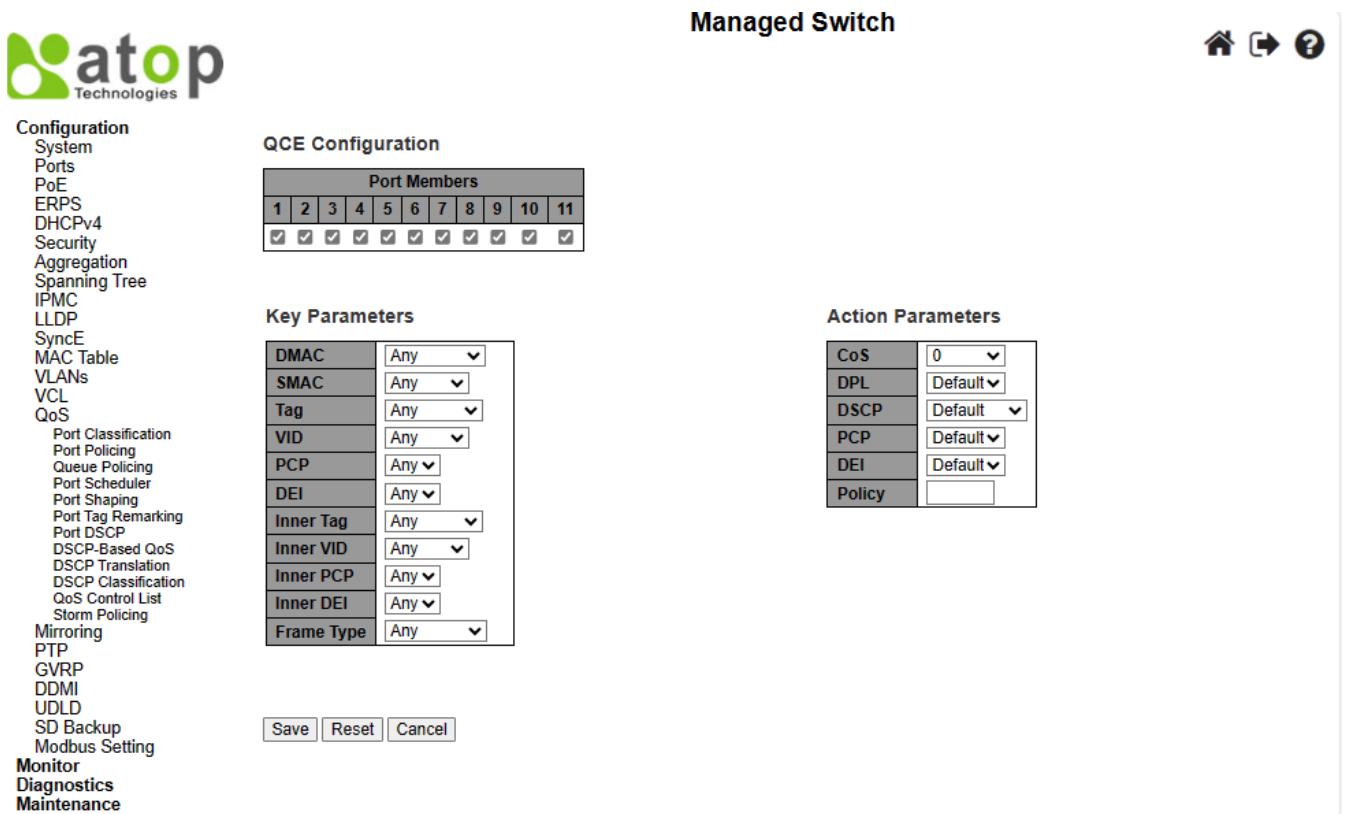 Managed Switch
atop
Technologies
Configuration
System
Ports
PoE
ERPS
DHCPv4
Security
Aggregation
Spanning Tree
IPMC
LLDP
SyncE
MAC Table
VLANs
VCL
QoS
Port Classification
Port Policing
Queue Policing
Port Scheduler
Port Shaping
Port Tag Remarking
Port DSCP
DSCP-Based QoS
DSCP Translation
DSCP Classification
QoS Control List
Storm Policing
Mirroring
PTP
GVRP
DDMI
UDLD
SD Backup
Modbus Setting
Monitor
Diagnostics
Maintenance
QCE Configuration
Port Members
1 2 3 4 5 6 7 8 9 10 11
Key Parameters
DMAC Any
SMAC Any
Tag Any
VID Any
PCP Any
DEI Any
Inner Tag Any
Inner VID Any
Inner PCP Any
Inner DEI Any
Frame Type Any
Action Parameters
CoS 0
DPL Default
DSCP Default
PCP Default
DEI Default
Policy
Save Reset Cancel